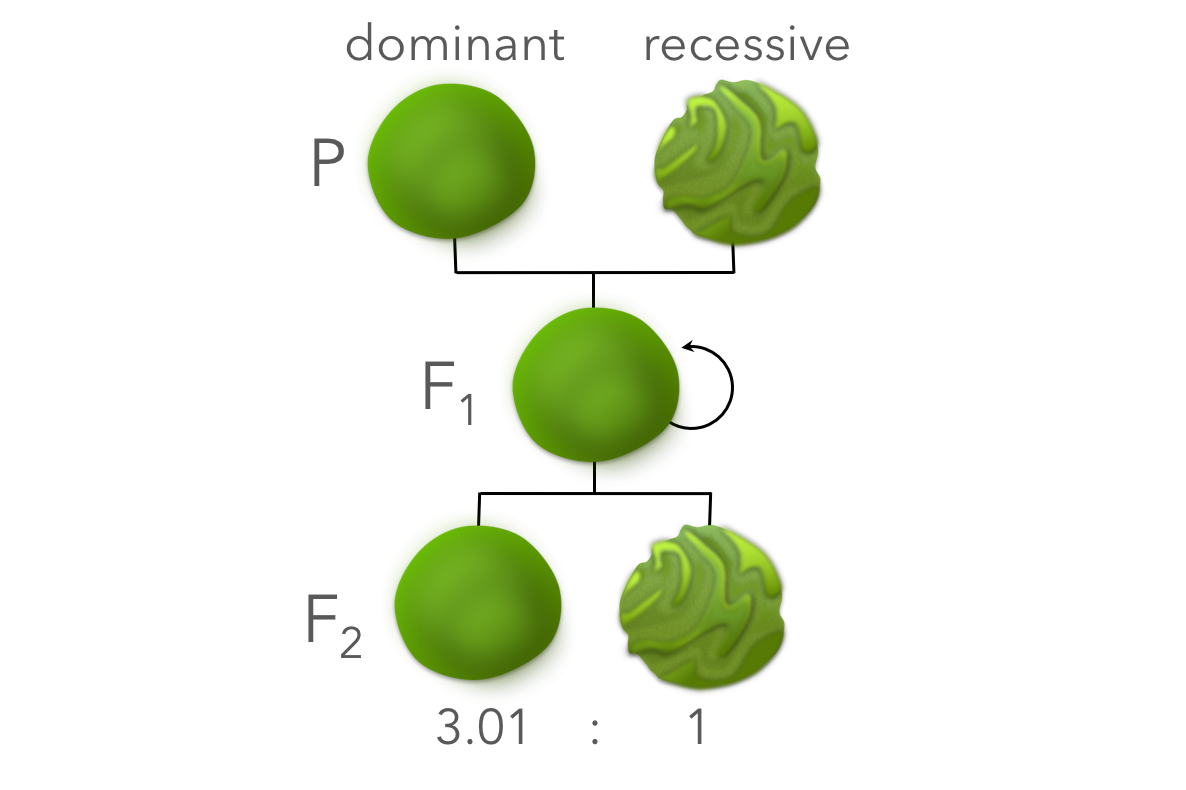 dominant recessive
P
F₁
F₂
3.01 : 1